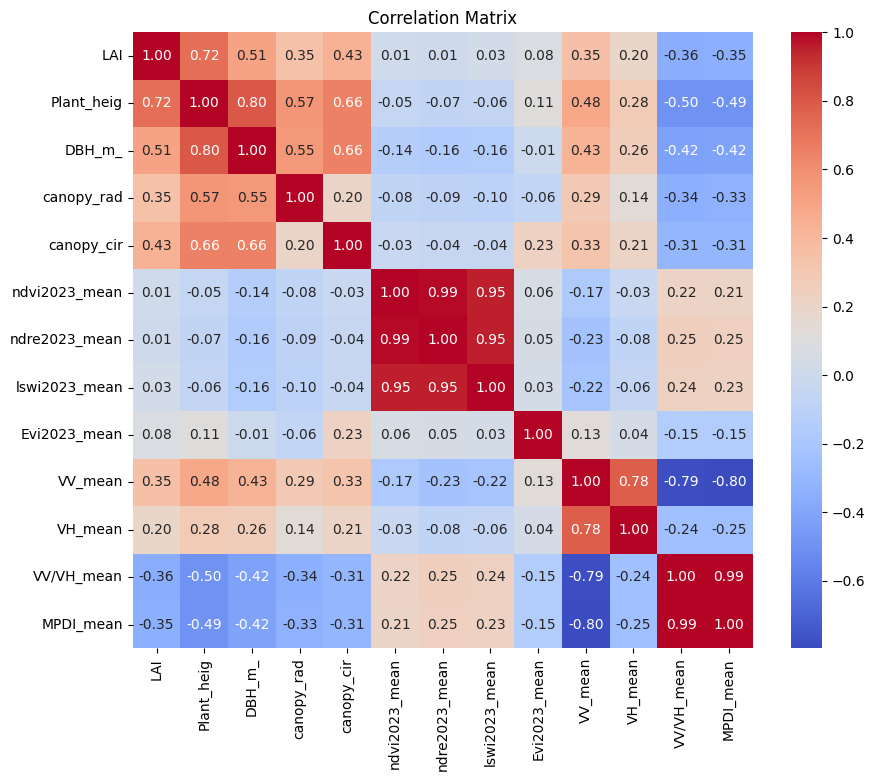 Correlation Matrix
LAI 1.00 0.72 0.51 0.35 0.43 0.01 0.01 0.03 0.08 0.35 0.20 -0.36 -0.35
Plant_heig 0.72 1.00 0.80 0.57 0.66 -0.05 -0.07 -0.06 0.11 0.48 0.28 -0.50 -0.49
DBH_m_ 0.51 0.80 1.00 0.55 0.66 -0.14 -0.16 -0.16 -0.01 0.43 0.26 -0.42 -0.42
canopy_rad 0.35 0.57 0.55 1.00 0.20 -0.08 -0.09 -0.10 -0.06 0.29 0.14 -0.34 -0.33
canopy_cir 0.43 0.66 0.66 0.20 1.00 -0.03 -0.04 -0.04 0.23 0.33 0.21 -0.31 -0.31
ndvi2023_mean 0.01 -0.05 -0.14 -0.08 -0.03 1.00 0.99 0.95 0.06 -0.17 -0.03 0.22 0.21
ndre2023_mean 0.01 -0.07 -0.16 -0.09 -0.04 0.99 1.00 0.95 0.05 -0.23 -0.08 0.25 0.25
lswi2023_mean 0.03 -0.06 -0.16 -0.10 -0.04 0.95 0.95 1.00 0.03 -0.22 -0.06 0.24 0.23
Evi2023_mean 0.08 0.11 -0.01 -0.06 0.23 0.06 0.05 0.03 1.00 0.13 0.04 -0.15 -0.15
VV_mean 0.35 0.48 0.43 0.29 0.33 -0.17 -0.23 -0.22 0.13 1.00 0.78 -0.79 -0.80
VH_mean 0.20 0.28 0.26 0.14 0.21 -0.03 -0.08 -0.06 0.04 0.78 1.00 -0.24 -0.25
VV/VH_mean -0.36 -0.50 -0.42 -0.34 -0.31 0.22 0.25 0.24 -0.15 -0.79 -0.24 1.00 0.99
MPDI_mean -0.35 -0.49 -0.42 -0.33 -0.31 0.21 0.25 0.23 -0.15 -0.80 -0.25 0.99 1.00
LAI
Plant_heig
DBH_m_
canopy_rad
canopy_cir
ndvi2023_mean
ndre2023_mean
lswi2023_mean
Evi2023_mean
VV_mean
VH_mean
VV/VH_mean
MPDI_mean
1.0
0.8
0.6
0.4
0.2
0.0
−0.2
−0.4
−0.6